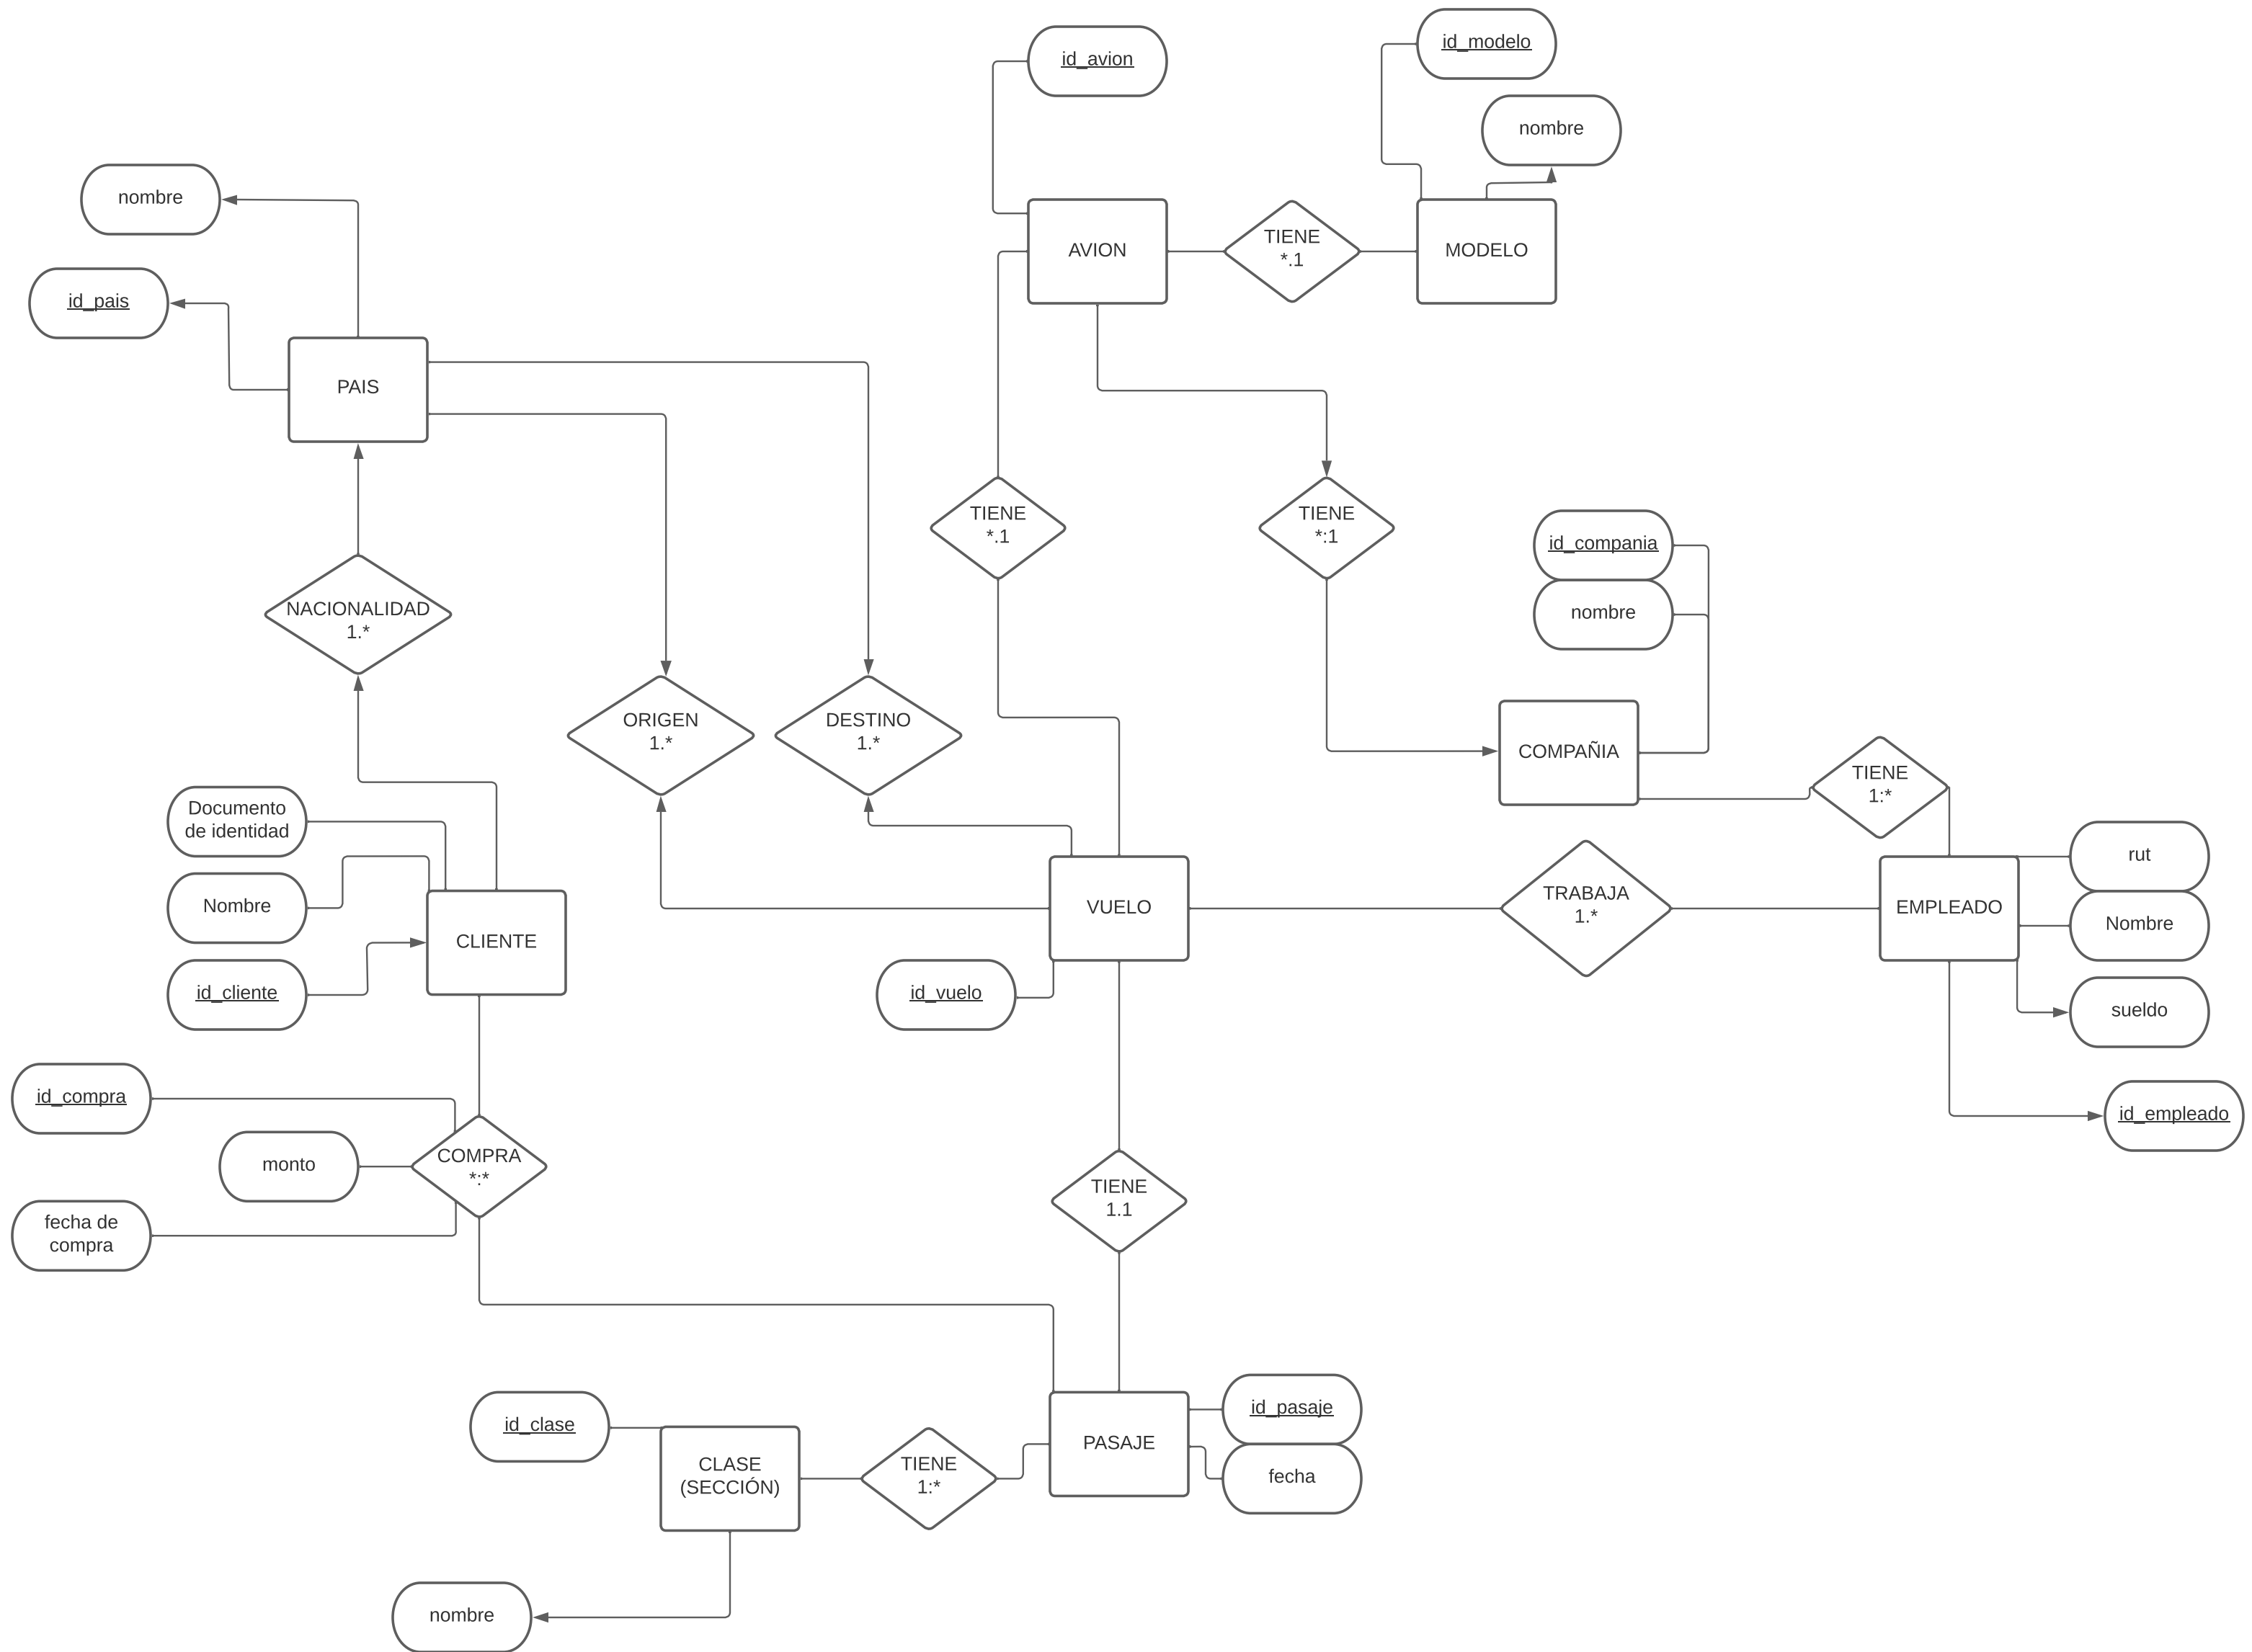 id_modelo
id_avion
nombre
nombre
AVION
TIENE
*.1
MODELO
id_pais
PAIS
TIENE
*.1
TIENE
*:1
id_compania
nombre
NACIONALIDAD
1.*
ORIGEN
1.*
DESTINO
1.*
COMPAÑIA
TIENE
1:*
Documento
de identidad
rut
TRABAJA
1.*
Nombre
VUELO
EMPLEADO
Nombre
CLIENTE
id_cliente
id_vuelo
sueldo
id_compra
id_empleado
monto
COMPRA
*:*
TIENE
1.1
fecha de
compra
id_clase
id_pasaje
PASAJE
CLASE
(SECCIÓN)
TIENE
1:*
fecha
nombre